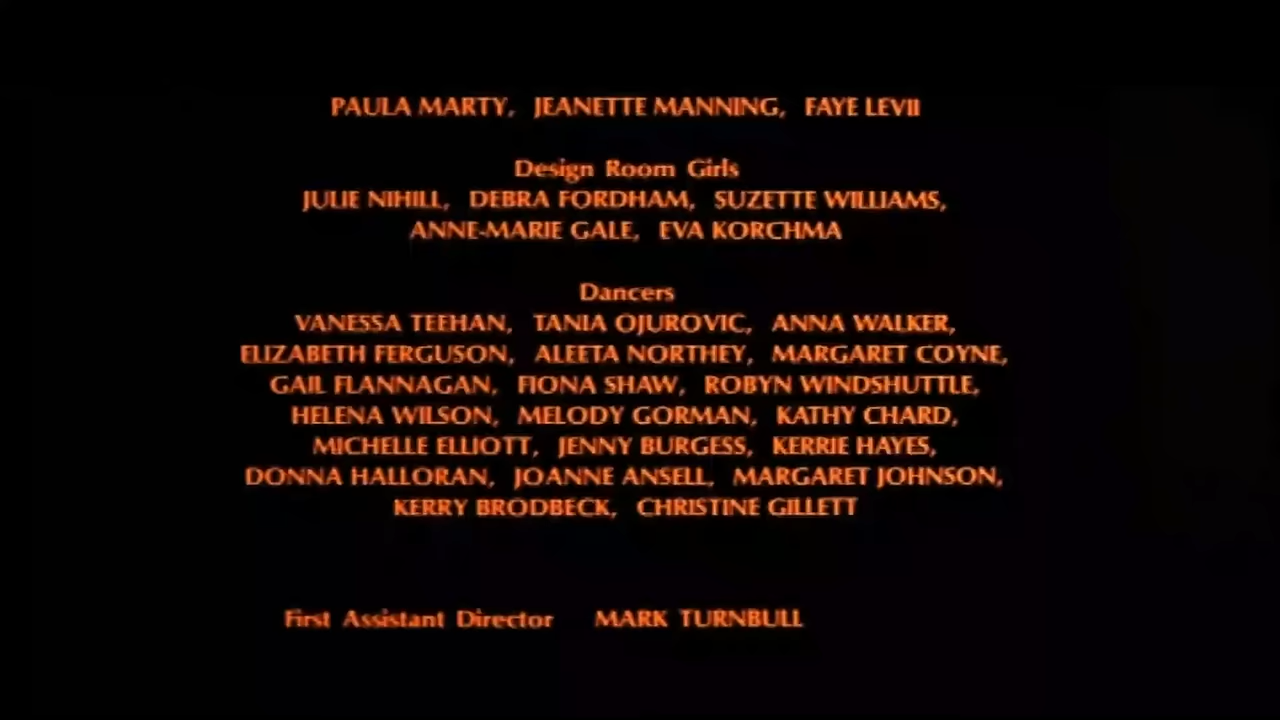 PAULA MARTY, JEANETTE MANNING, FAYE LEVII
Design Room Girls
JULIE NIHILL, DEBRA FORDHAM, SUZETTE WILLIAMS,
ANNE-MARIE GALE, EVA KORCHMA
Dancers
VANESSA TEEHAN, TANIA OJUROVIC, ANNA WALKER,
ELIZABETH FERGUSON, ALEETA NORTHEY, MARGARET COYNE,
GAIL FLANNAGAN, FIONA SHAW, ROBYN WINDSHUTTLE,
HELENA WILSON, MELODY GORMAN, KATHY CHARD,
MICHELLE ELLIOTT, JENNY BURGESS, KERRIE HAYES,
DONNA HALLORAN, JOANNE ANSELL, MARGARET JOHNSON,
KERRY BRODBECK, CHRISTINE GILLETT
First Assistant Director MARK TURNBULL